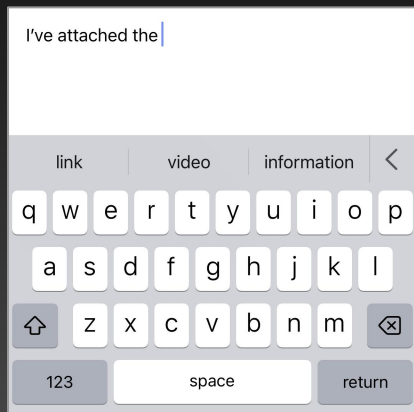 I've attached the
link video information
q w e r t y u i o p
a s d f g h j k l
z x c v b n m
123 space return